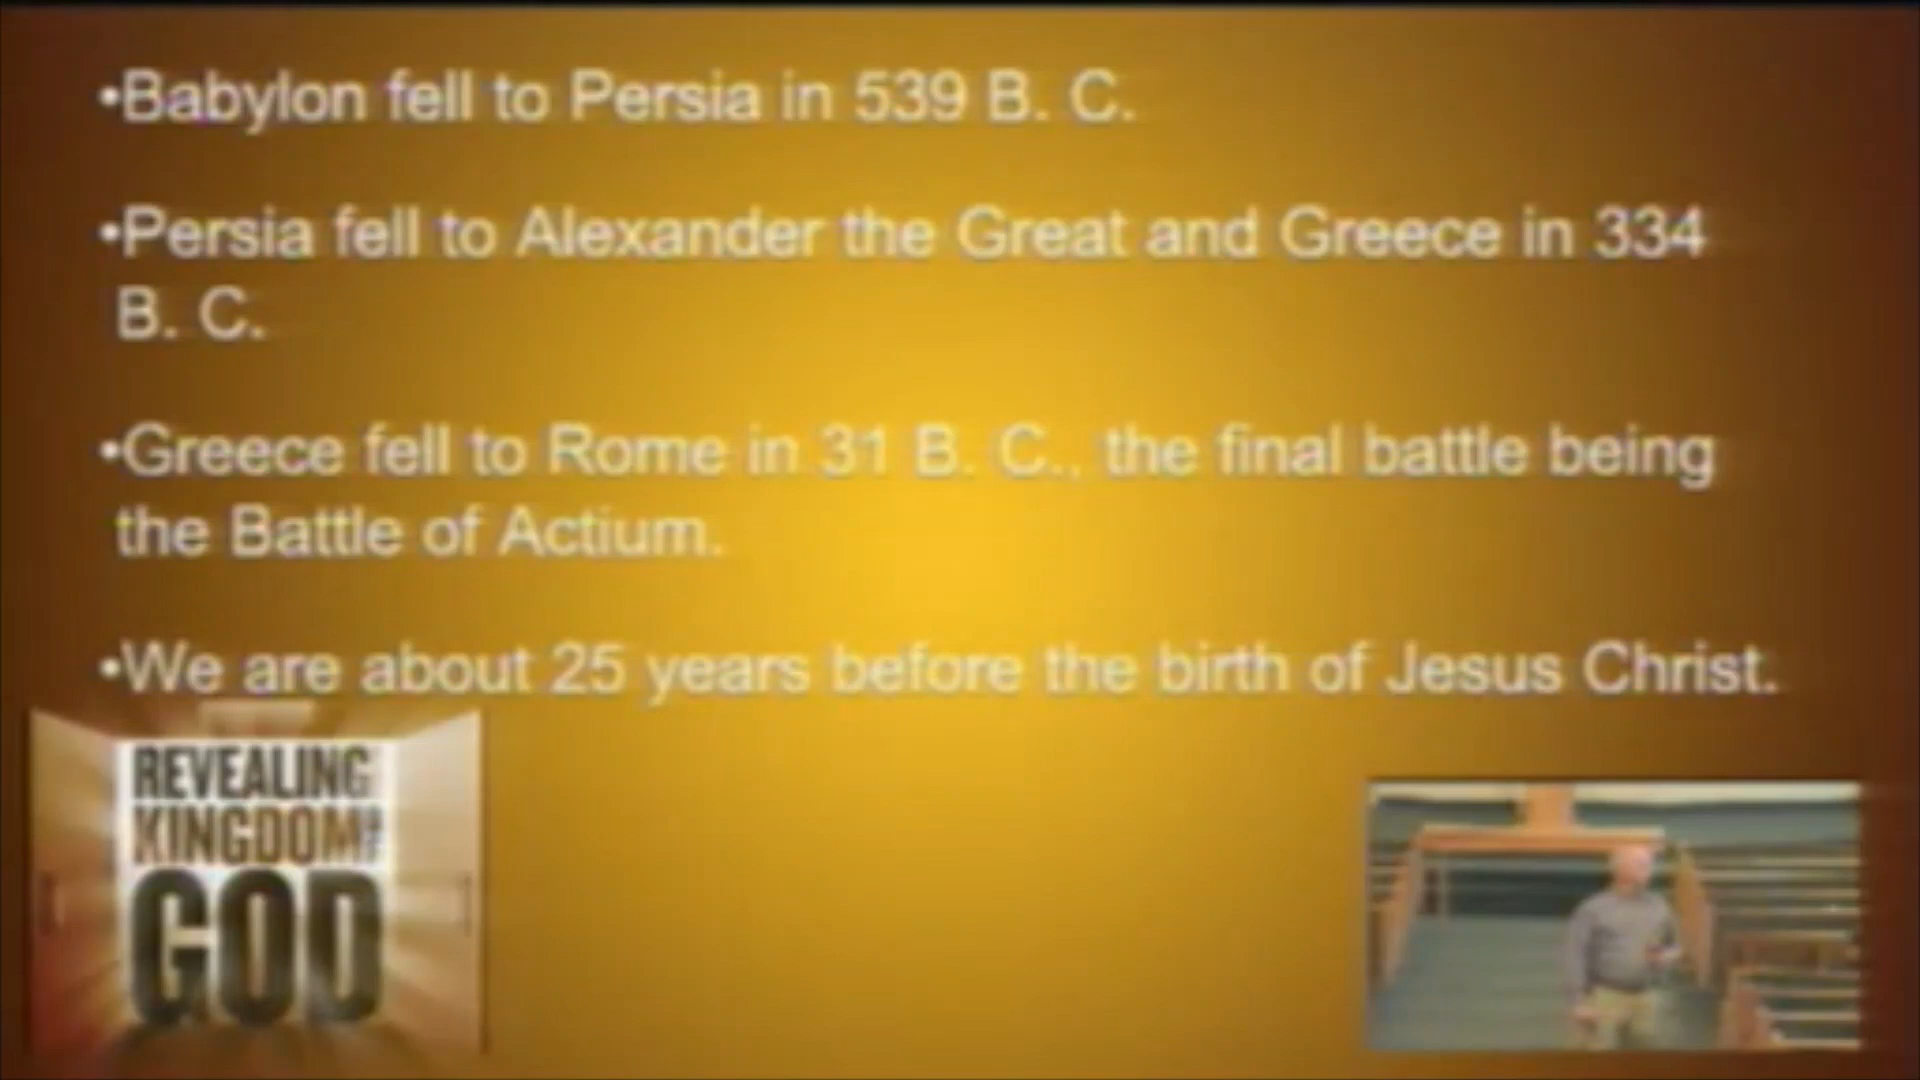 •Babylon fell to Persia in 539 B. C.
•Persia fell to Alexander the Great and Greece in 334
B. C.
•Greece fell to Rome in 31 B. C., the final battle being
the Battle of Actium.
•We are about 25 years before the birth of Jesus Christ.
REVEALING
KINGDOM OF
GOD